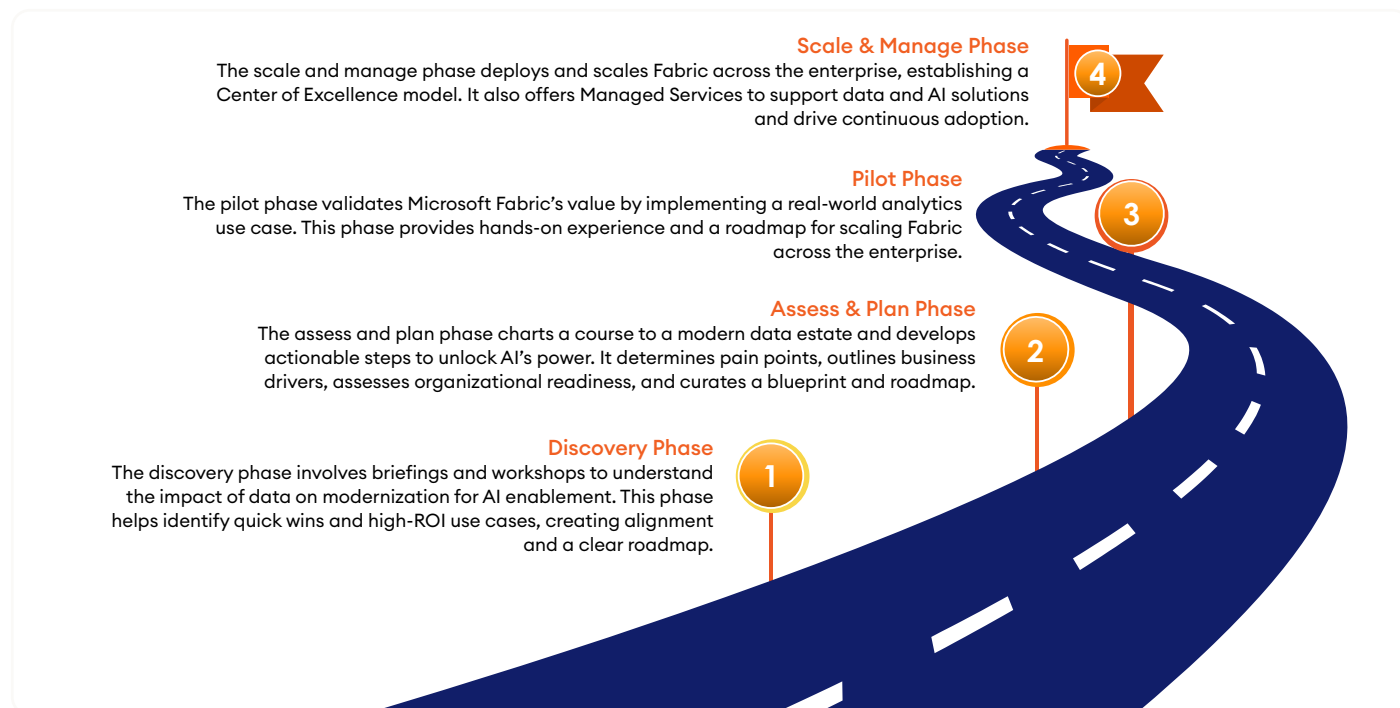 Scale & Manage Phase
The scale and manage phase deploys and scales Fabric across the enterprise, establishing a
Center of Excellence model. It also offers Managed Services to support data and AI solutions
and drive continuous adoption.
4
Pilot Phase
The pilot phase validates Microsoft Fabric’s value by implementing a real-world analytics
use case. This phase provides hands-on experience and a roadmap for scaling Fabric
across the enterprise.
3
Assess & Plan Phase
The assess and plan phase charts a course to a modern data estate and develops
actionable steps to unlock AI’s power. It determines pain points, outlines business
drivers, assesses organizational readiness, and curates a blueprint and roadmap.
2
Discovery Phase
The discovery phase involves briefings and workshops to understand
the impact of data on modernization for AI enablement. This phase
helps identify quick wins and high-ROI use cases, creating alignment
and a clear roadmap.
1